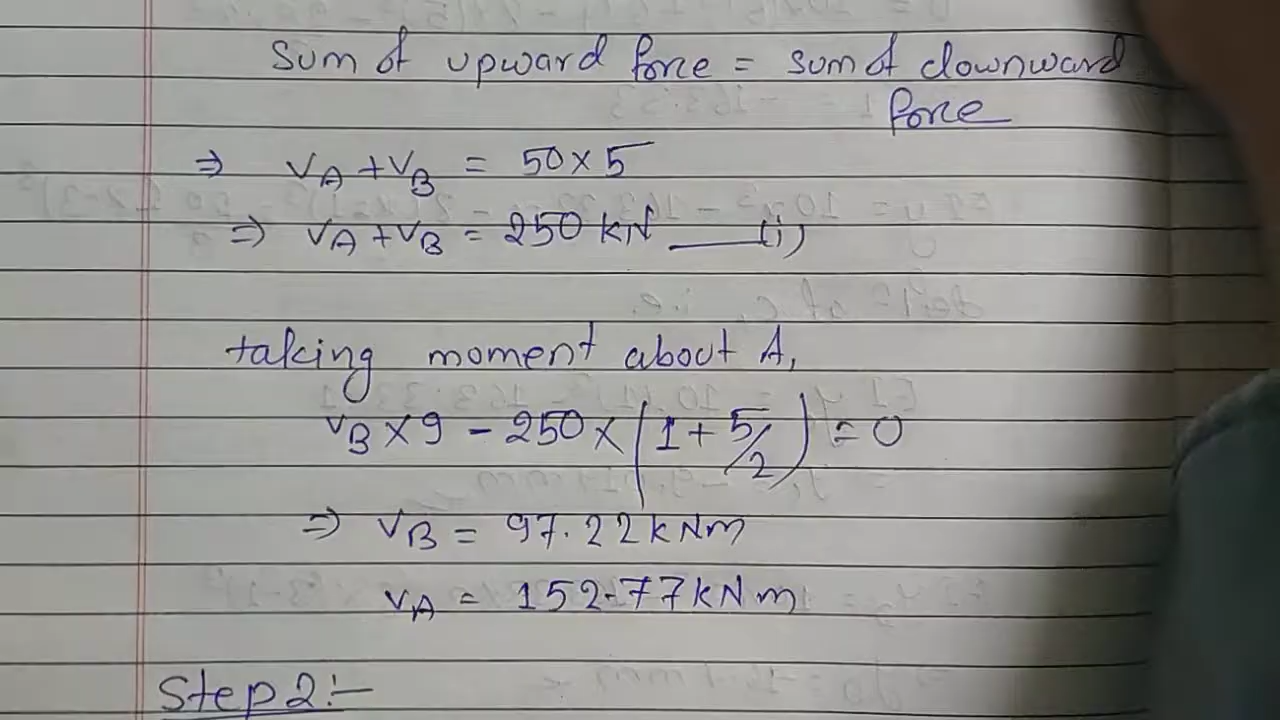 Sum of upward force = sum of downward
force
⇒ VA + VB = 50 × 5
⇒ VA + VB = 250 kN ——(i)
taking moment about A,
VB × 9 - 250 × (1 + 5/2) = 0
⇒ VB = 97.22 kNm
VA = 152.77 kNm
Step 2:-